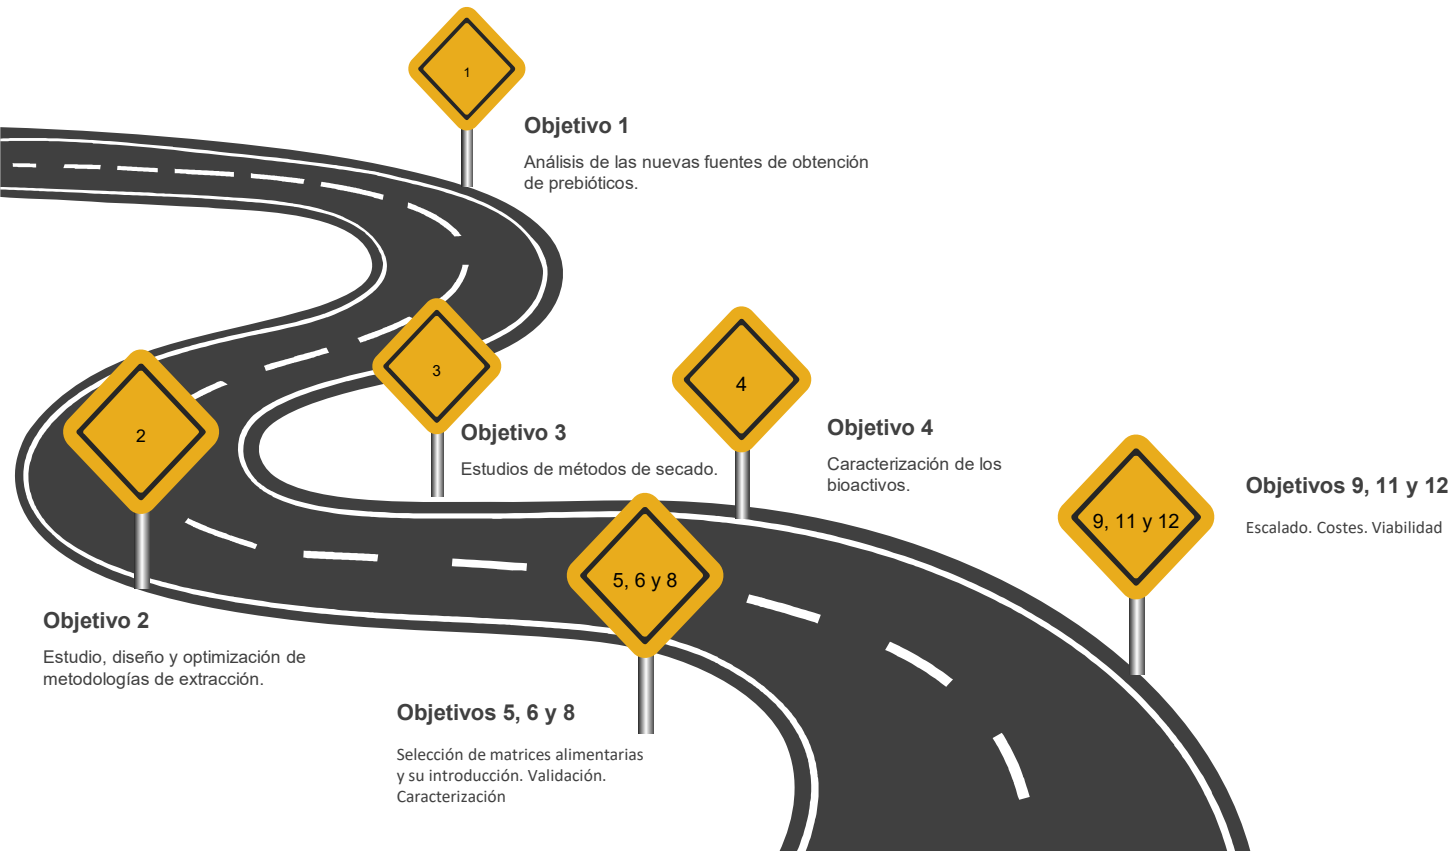 1
Objetivo 1
Análisis de las nuevas fuentes de obtención
de prebióticos.
2
Objetivo 2
Estudio, diseño y optimización de
metodologías de extracción.
3
Objetivo 3
Estudios de métodos de secado.
4
Objetivo 4
Caracterización de los
bioactivos.
5, 6 y 8
Objetivos 5, 6 y 8
Selección de matrices alimentarias
y su introducción. Validación.
Caracterización
9, 11 y 12
Objetivos 9, 11 y 12
Escalado. Costes. Viabilidad